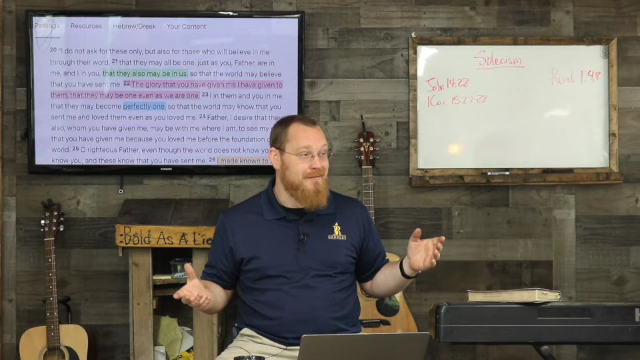 Passages Resources Hebrew/Greek Your Content
20 "I do not ask for these only, but also for those who will believe in me
through their word, 21 that they may all be one, just as you, Father, are
in me, and I in you, that they also may be in us, so that the world may believe
that you have sent me. 22 The glory that you have given me I have given to
them, that they may be one even as we are one, 23 I in them and you in me,
that they may become perfectly one, so that the world may know that you
sent me and loved them even as you loved me. 24 Father, I desire that they
also, whom you have given me, may be with me where I am, to see my
that you have given me because you loved me before the foundation of
world. 25 O righteous Father, even though the world does not know you,
know you, and these know that you have sent me. 26 I made known to
John 14:22
1 Cor 15:22-22
Bold As A Lio